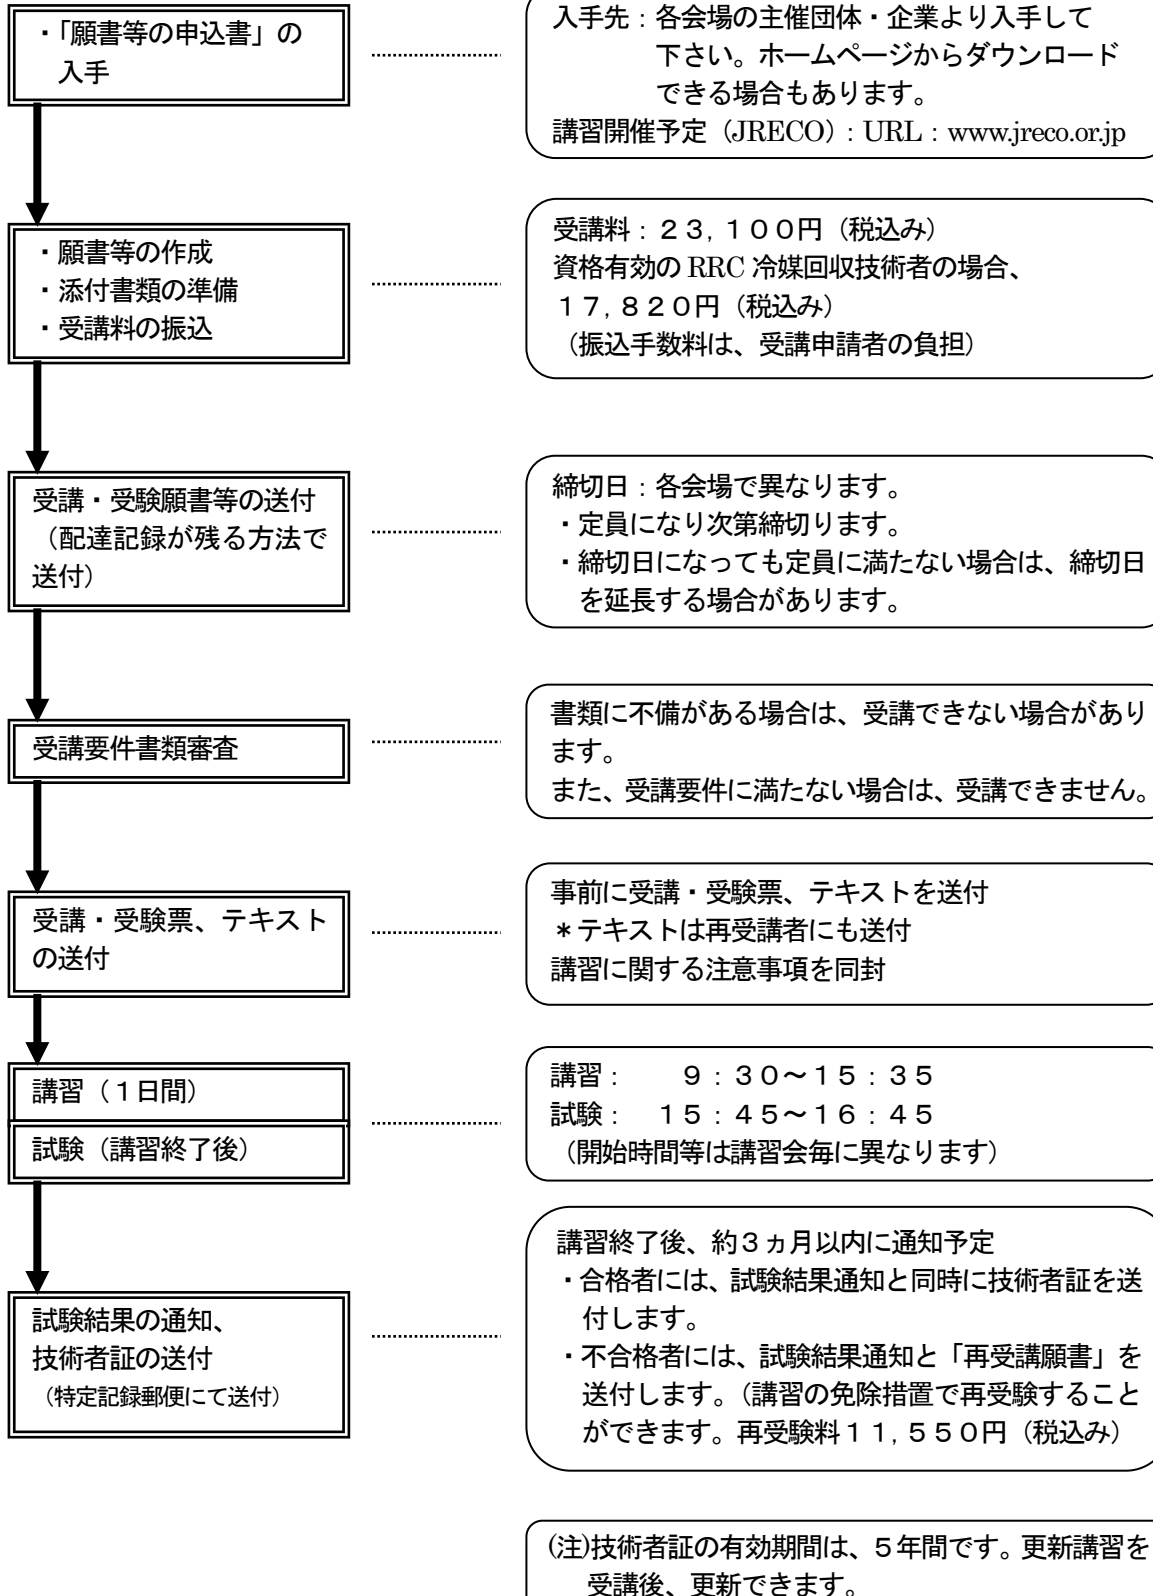 ・「願書等の申込書」の
入手
入手先：各会場の主催団体・企業より入手して
下さい。ホームページからダウンロード
できる場合もあります。
講習開催予定（JRECO）：URL：www.jreco.or.jp
・願書等の作成
・添付書類の準備
・受講料の振込
受講料：２３，１００円（税込み）
資格有効の RRC 冷媒回収技術者の場合、
１７，８２０円（税込み）
（振込手数料は、受講申請者の負担）
受講・受験願書等の送付
（配達記録が残る方法で
送付）
締切日：各会場で異なります。
・定員になり次第締切ります。
・締切日になっても定員に満たない場合は、締切日
を延長する場合があります。
受講要件書類審査
書類に不備がある場合は、受講できない場合があり
ます。
また、受講要件に満たない場合は、受講できません。
受講・受験票、テキスト
の送付
事前に受講・受験票、テキストを送付
＊テキストは再受講者にも送付
講習に関する注意事項を同封
講習（１日間）
試験（講習終了後）
講習： ９：３０～１５：３５
試験： １５：４５～１６：４５
（開始時間等は講習会毎に異なります）
試験結果の通知、
技術者証の送付
（特定記録郵便にて送付）
講習終了後、約３ヵ月以内に通知予定
・合格者には、試験結果通知と同時に技術者証を送
付します。
・不合格者には、試験結果通知と「再受講願書」を
送付します。（講習の免除措置で再受験すること
ができます。再受験料１１，５５０円（税込み）
(注)技術者証の有効期間は、５年間です。更新講習を
受講後、更新できます。